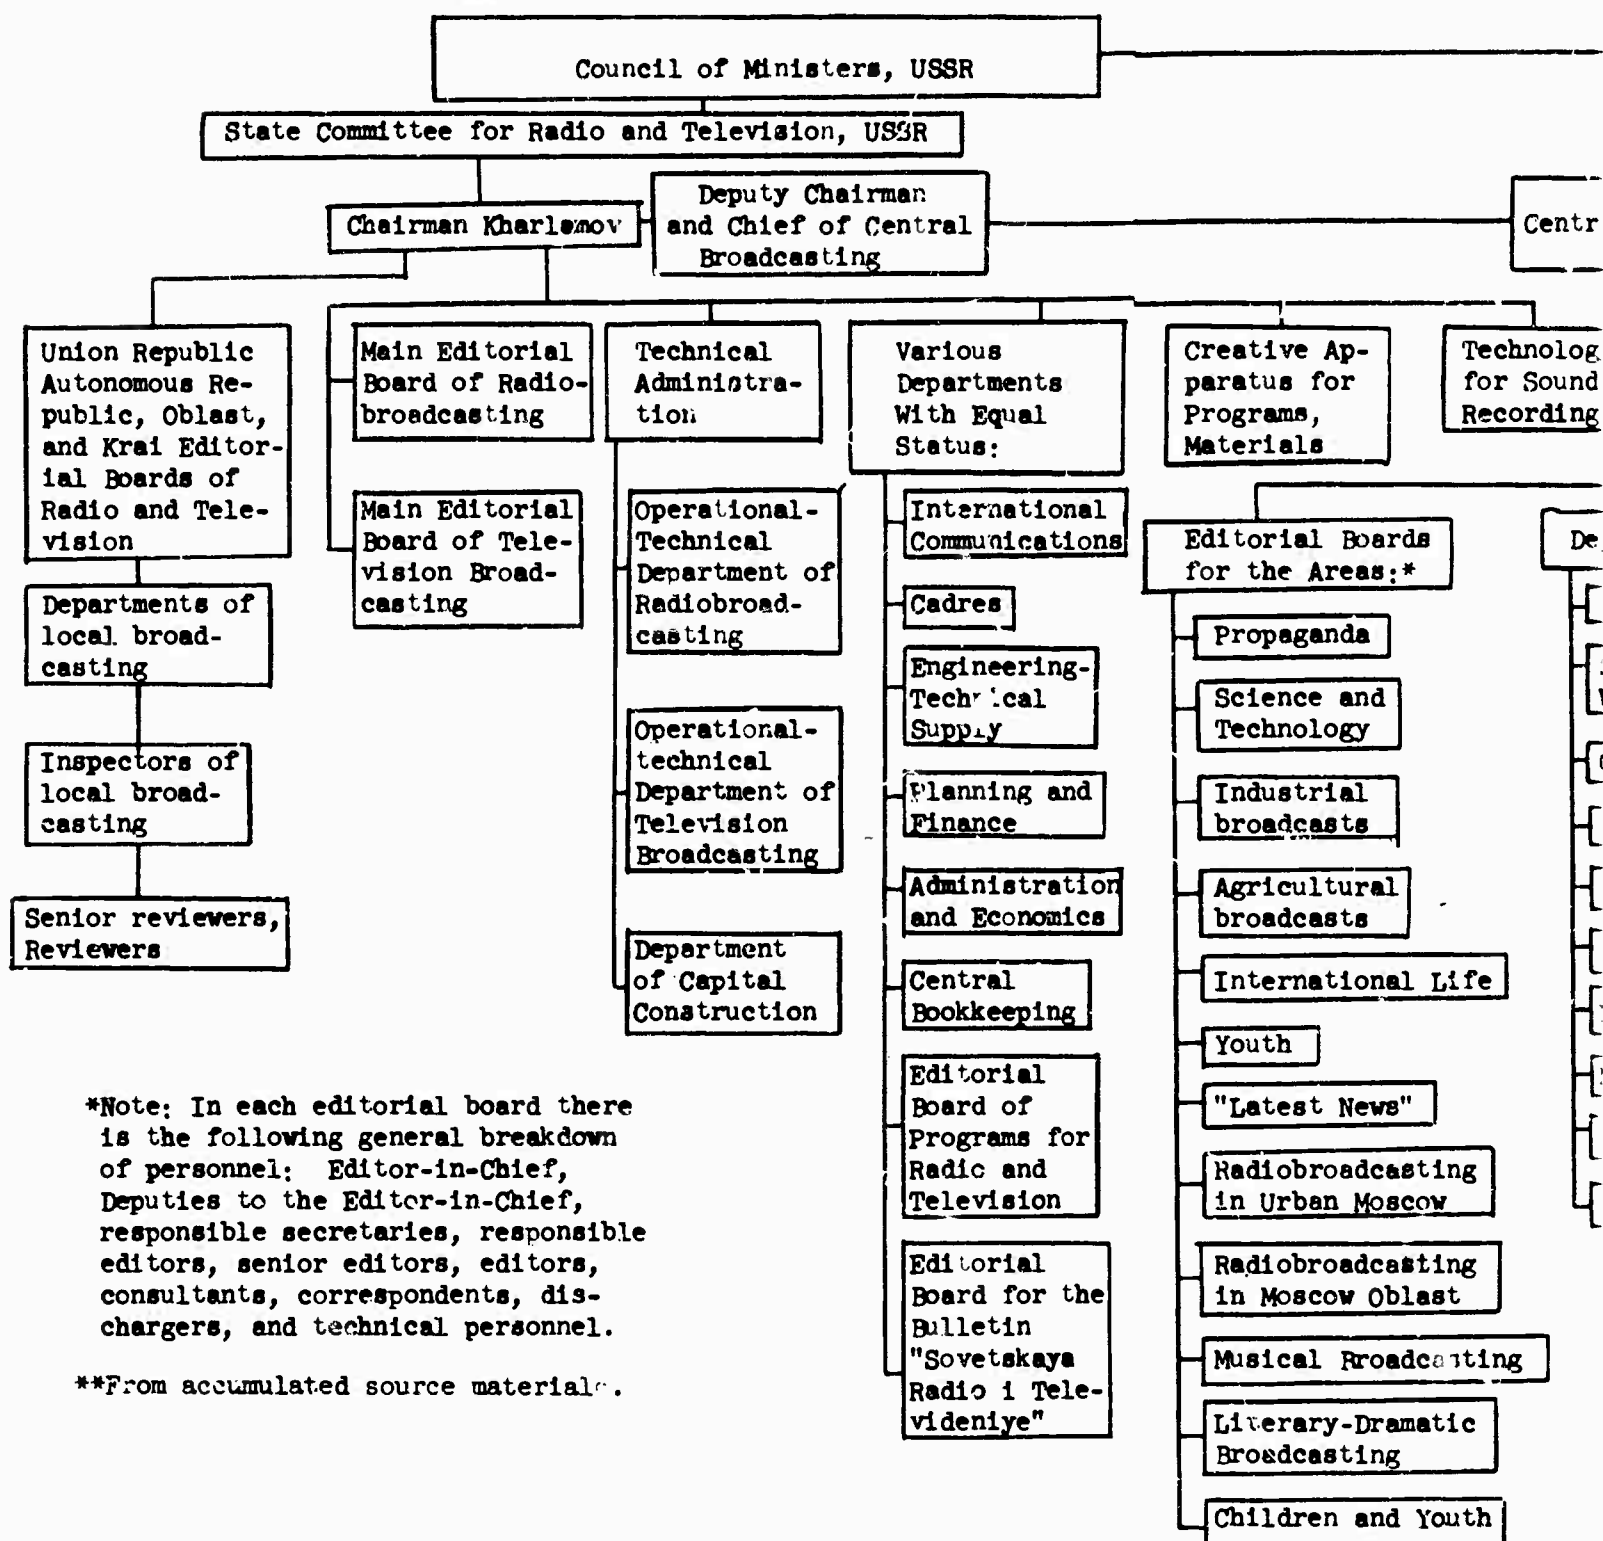 Council of Ministers, USSR
State Committee for Radio and Television, USSR
Chairman Kharlamov
Deputy Chairman
and Chief of Central
Broadcasting
Union Republic
Autonomous Re-
public, Oblast,
and Krai Editor-
ial Boards of
Radio and Tele-
vision
Departments of
local broad-
casting
Inspectors of
local broad-
casting
Senior reviewers,
Reviewers
Main Editorial
Board of Radio-
broadcasting
Main Editorial
Board of Tele-
vision Broad-
casting
Technical
Administra-
tion
Operational-
Technical
Department of
Radiobroad-
casting
Operational-
technical
Department of
Television
Broadcasting
Department
of Capital
Construction
Various
Departments
With Equal
Status:
International
Communications
Cadres
Engineering-
Technical
Supply
Planning and
Finance
Administration
and Economics
Central
Bookkeeping
Editorial
Board of
Programs for
Radio and
Television
Editorial
Board for the
Bulletin
"Sovetskaya
Radio i Tele-
videniye"
Creative Ap-
paratus for
Programs,
Materials
for Sound
Recording
Editorial Boards
for the Areas:*
Propaganda
Science and
Technology
Industrial
broadcasts
Agricultural
broadcasts
International Life
Youth
"Latest News"
Radiobroadcasting
in Urban Moscow
Radiobroadcasting
in Moscow Oblast
Musical Broadcasting
Literary-Dramatic
Broadcasting
Children and Youth
*Note: In each editorial board there
is the following general breakdown
of personnel: Editor-in-Chief,
Deputies to the Editor-in-Chief,
responsible secretaries, responsible
editors, senior editors, editors,
consultants, correspondents, dis-
chargers, and technical personnel.
**From accumulated source materials.